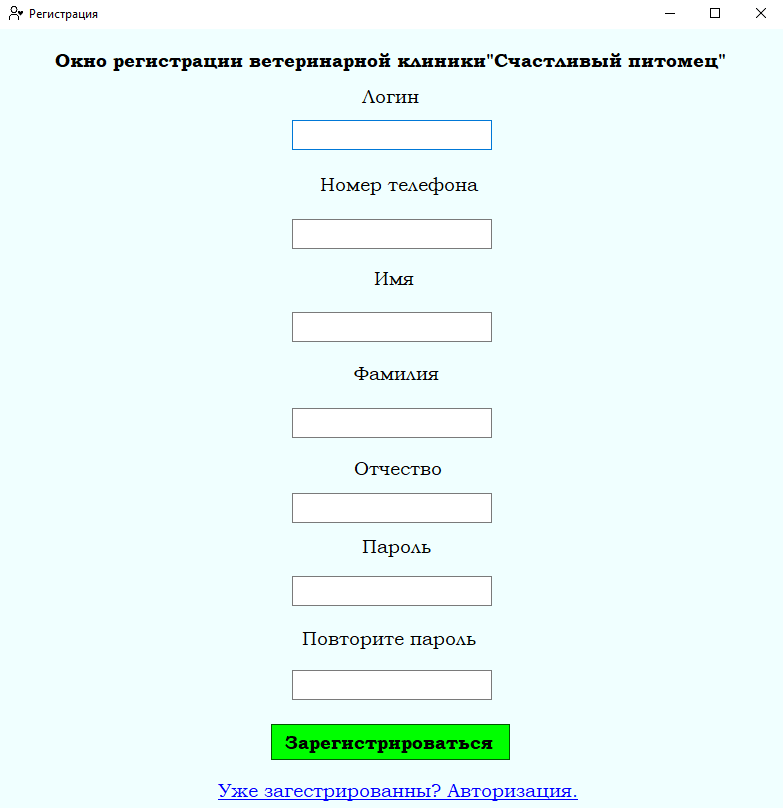 Регистрация
Окно регистрации ветеринарной клиники"Счастливый питомец"
Логин
Номер телефона
Имя
Фамилия
Отчество
Пароль
Повторите пароль
Зарегистрироваться
Уже загестрированны? Авторизация.